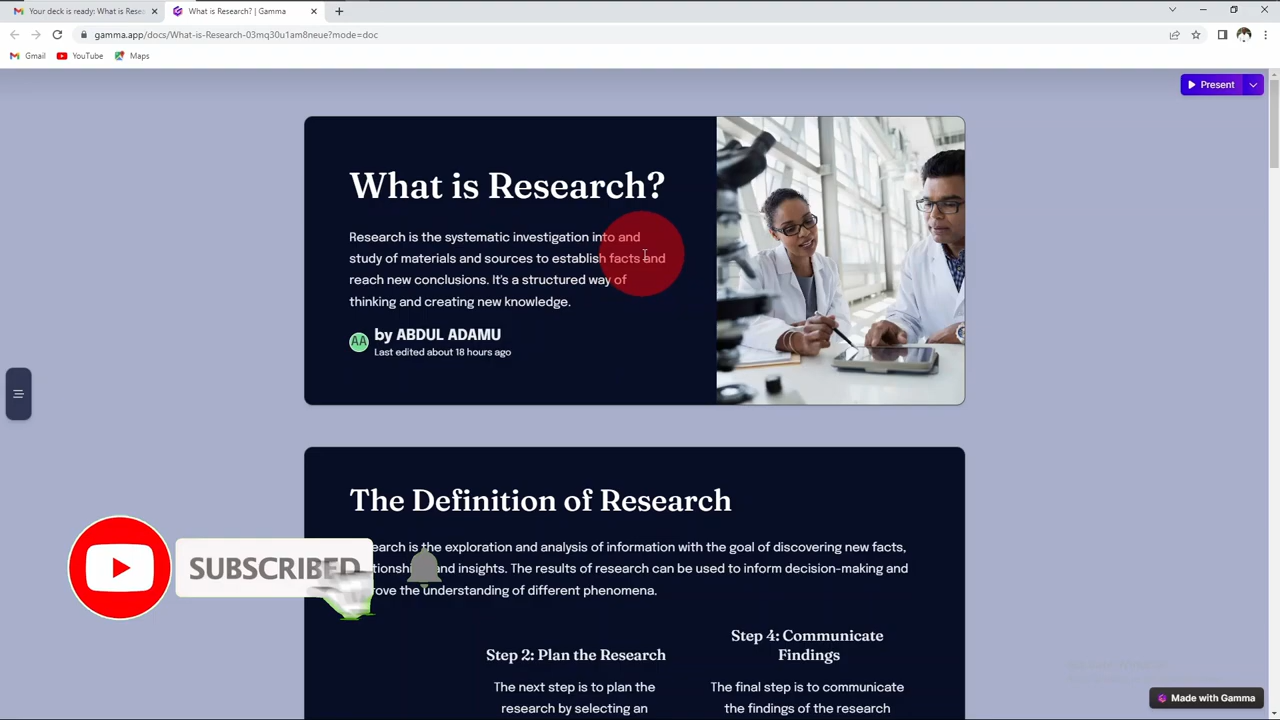 Your deck is ready: What is Resea
What is Research? | Gamma
gamma.app/docs/What-is-Research-03mq30u1am8neue?mode=doc
Gmail
YouTube
Maps
Present
What is Research?
Research is the systematic investigation into and
study of materials and sources to establish facts and
reach new conclusions. It's a structured way of
thinking and creating new knowledge.
AA
by ABDUL ADAMU
Last edited about 18 hours ago
The Definition of Research
earch is the exploration and analysis of information with the goal of discovering new facts,
and insights. The results of research can be used to inform decision-making and
the understanding of different phenomena.
SUBSCRIBED
Step 2: Plan the Research
The next step is to plan the
research by selecting an
Step 4: Communicate
Findings
The final step is to communicate
the findings of the research
Made with Gamma